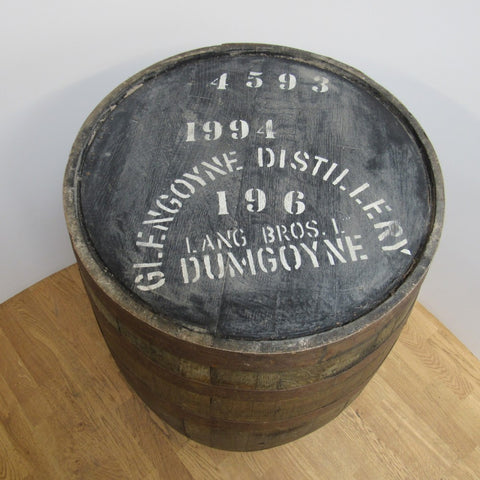 4593
1994
GLENGOYNE DISTILLERY
196
LANG BROS. L
DUMGOYNE